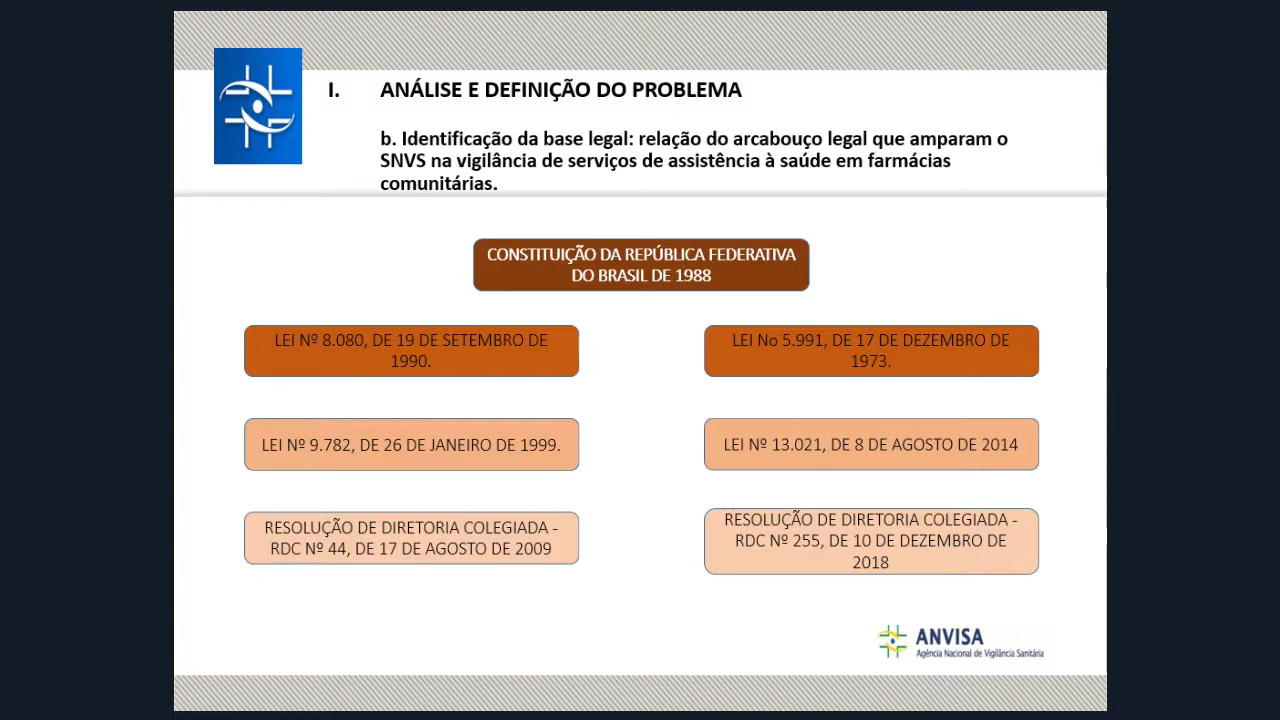 I. ANÁLISE E DEFINIÇÃO DO PROBLEMA
b. Identificação da base legal: relação do arcabouço legal que amparam o
SNVS na vigilância de serviços de assistência à saúde em farmácias
comunitárias.
CONSTITUIÇÃO DA REPÚBLICA FEDERATIVA
DO BRASIL DE 1988
LEI Nº 8.080, DE 19 DE SETEMBRO DE
1990.
LEI No 5.991, DE 17 DE DEZEMBRO DE
1973.
LEI Nº 9.782, DE 26 DE JANEIRO DE 1999.
LEI Nº 13.021, DE 8 DE AGOSTO DE 2014
RESOLUÇÃO DE DIRETORIA COLEGIADA -
RDC Nº 44, DE 17 DE AGOSTO DE 2009
RESOLUÇÃO DE DIRETORIA COLEGIADA -
RDC Nº 255, DE 10 DE DEZEMBRO DE
2018
ANVISA
Agência Nacional de Vigilância Sanitária